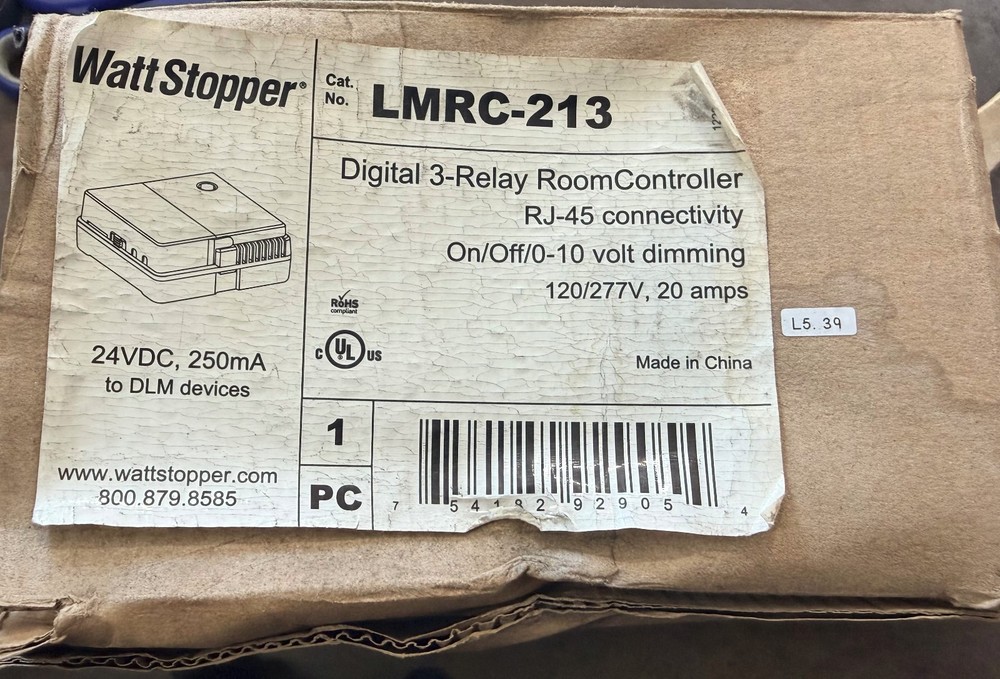 WattStopper®
Cat.
No.
LMRC-213
Digital 3-Relay RoomController
RJ-45 connectivity
On/Off/0-10 volt dimming
120/277V, 20 amps
RoHS
compliant
C UL US
Made in China
24VDC, 250mA
to DLM devices
www.wattstopper.com
800.879.8585
1
PC
7 54182 92905 4
L5.39